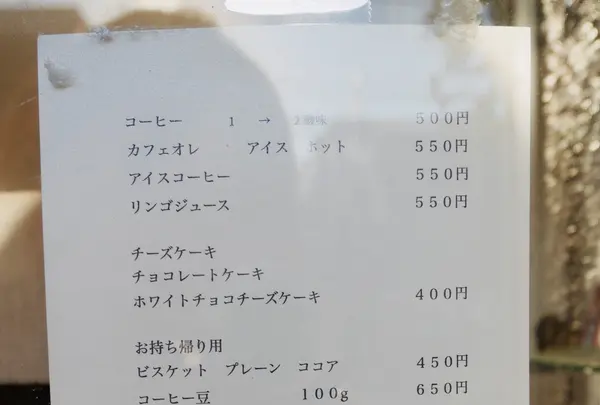 コーヒー　1　→　　500円
カフェオレ　アイス　ホット　550円
アイスコーヒー　550円
リンゴジュース　550円
チーズケーキ
チョコレートケーキ
ホワイトチョコチーズケーキ　400円
お持ち帰り用
ビスケット　プレーン　ココア　450円
コーヒー豆　100g　650円